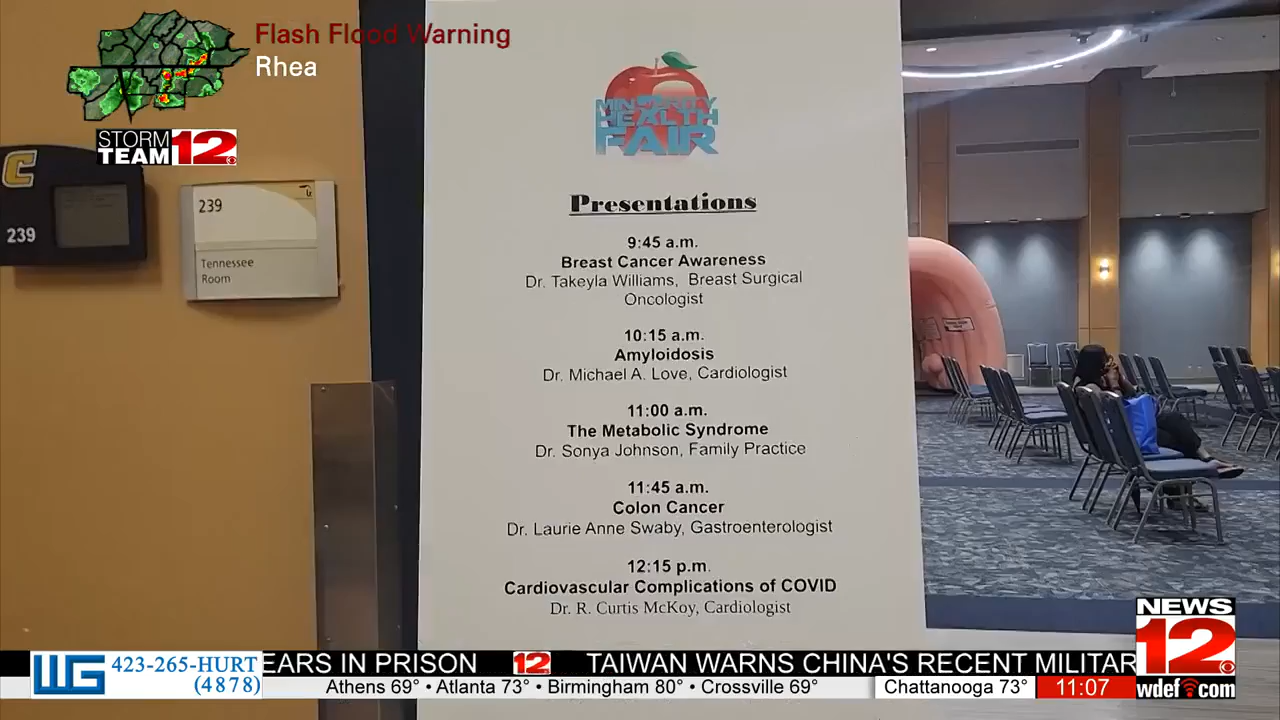 Flash Flood Warning
Rhea
STORM
TEAM 12
C
239
239
Tennessee
Room
MINORITY
HEALTH
FAIR
Presentations
9:45 a.m.
Breast Cancer Awareness
Dr. Takeyla Williams, Breast Surgical
Oncologist
10:15 a.m.
Amyloidosis
Dr. Michael A. Love, Cardiologist
11:00 a.m.
The Metabolic Syndrome
Dr. Sonya Johnson, Family Practice
11:45 a.m.
Colon Cancer
Dr. Laurie Anne Swaby, Gastroenterologist
12:15 p.m.
Cardiovascular Complications of COVID
Dr. R. Curtis McKoy, Cardiologist
NEWS
12
wdef.com
WG 423-265-HURT
(4878)
EARS IN PRISON 12 TAIWAN WARNS CHINA'S RECENT MILITAR
Athens 69° • Atlanta 73° • Birmingham 80° • Crossville 69° Chattanooga 73° 11:07